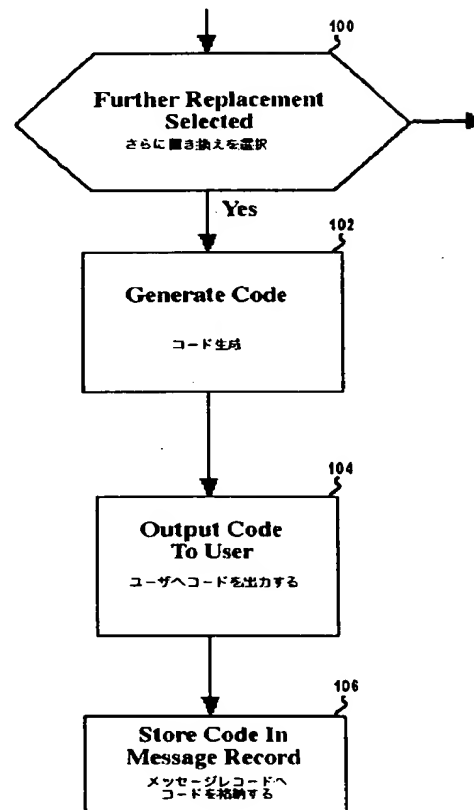 100
Further Replacement
Selected
さらに置き換えを選択
Yes
102
Generate Code
コード生成
104
Output Code
To User
ユーザへコードを出力する
106
Store Code In
Message Record
メッセージレコードへ
コードを格納する